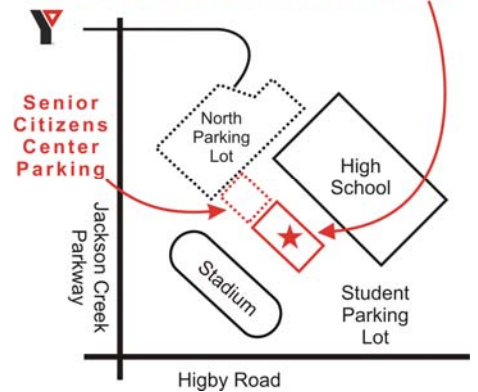 Y
Senior
Citizens
Center
Parking
North
Parking
Lot
High
School
Jackson Creek
Parkway
Stadium
Student
Parking
Lot
Higby Road